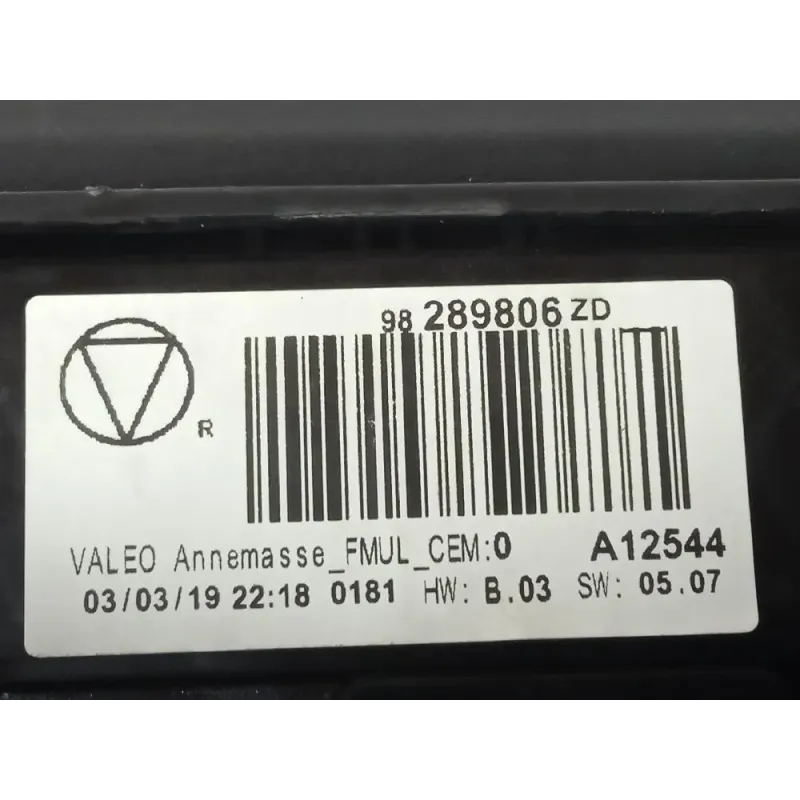 98 289806 ZD
R
VALEO Annemasse_FMUL_CEM:0 A12544
03/03/19 22:18 0181 HW: B.03 SW: 05.07